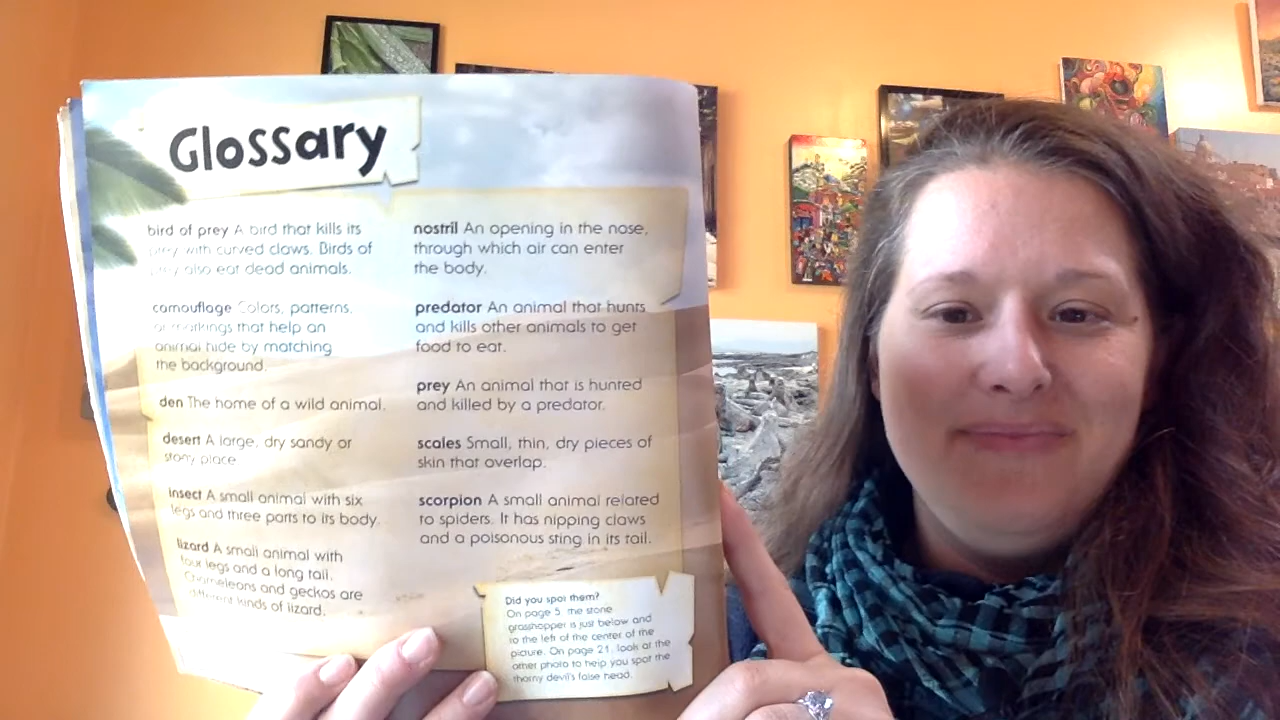 Glossary
bird of prey A bird that kills its
prey with curved claws. Birds of
prey also eat dead animals.
camouflage Colors, patterns,
or markings that help an
animal hide by matching
the background.
den The home of a wild animal.
desert A large, dry sandy or
stony place.
insect A small animal with six
legs and three parts to its body.
lizard A small animal with
four legs and a long tail.
Chameleons and geckos are
different kinds of lizard.
nostril An opening in the nose,
through which air can enter
the body.
predator An animal that hunts
and kills other animals to get
food to eat.
prey An animal that is hunted
and killed by a predator.
scales Small, thin, dry pieces of
skin that overlap.
scorpion A small animal related
to spiders. It has nipping claws
and a poisonous sting in its tail.
Did you spot them?
On page 5 the stone
grasshopper is just below and
to the left of the center of the
picture. On page 21, look at the
other photo to help you spot the
thorny devil's false head.